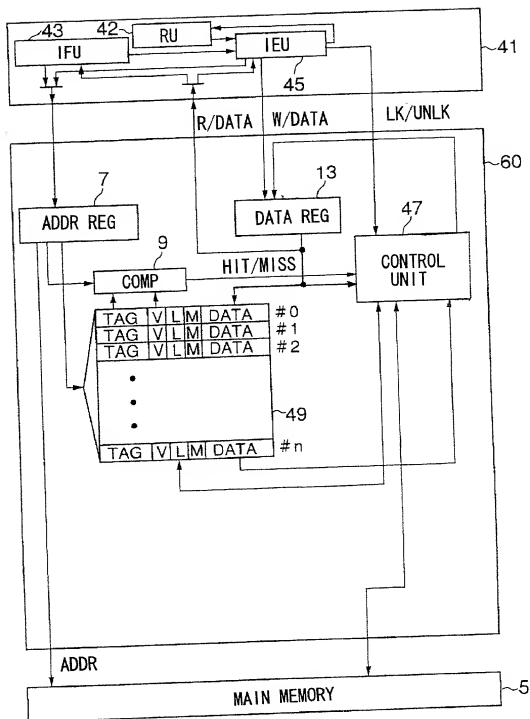 43
42
RU
IFU
IEU
45
41
R/DATA W/DATA LK/UNLK
60
7
13
ADDR REG
DATA REG
47
9
HIT/MISS
COMP
CONTROL UNIT
TAG V L M DATA #0
TAG V L M DATA #1
TAG V L M DATA #2
49
TAG V L M DATA #n
ADDR
MAIN MEMORY
5